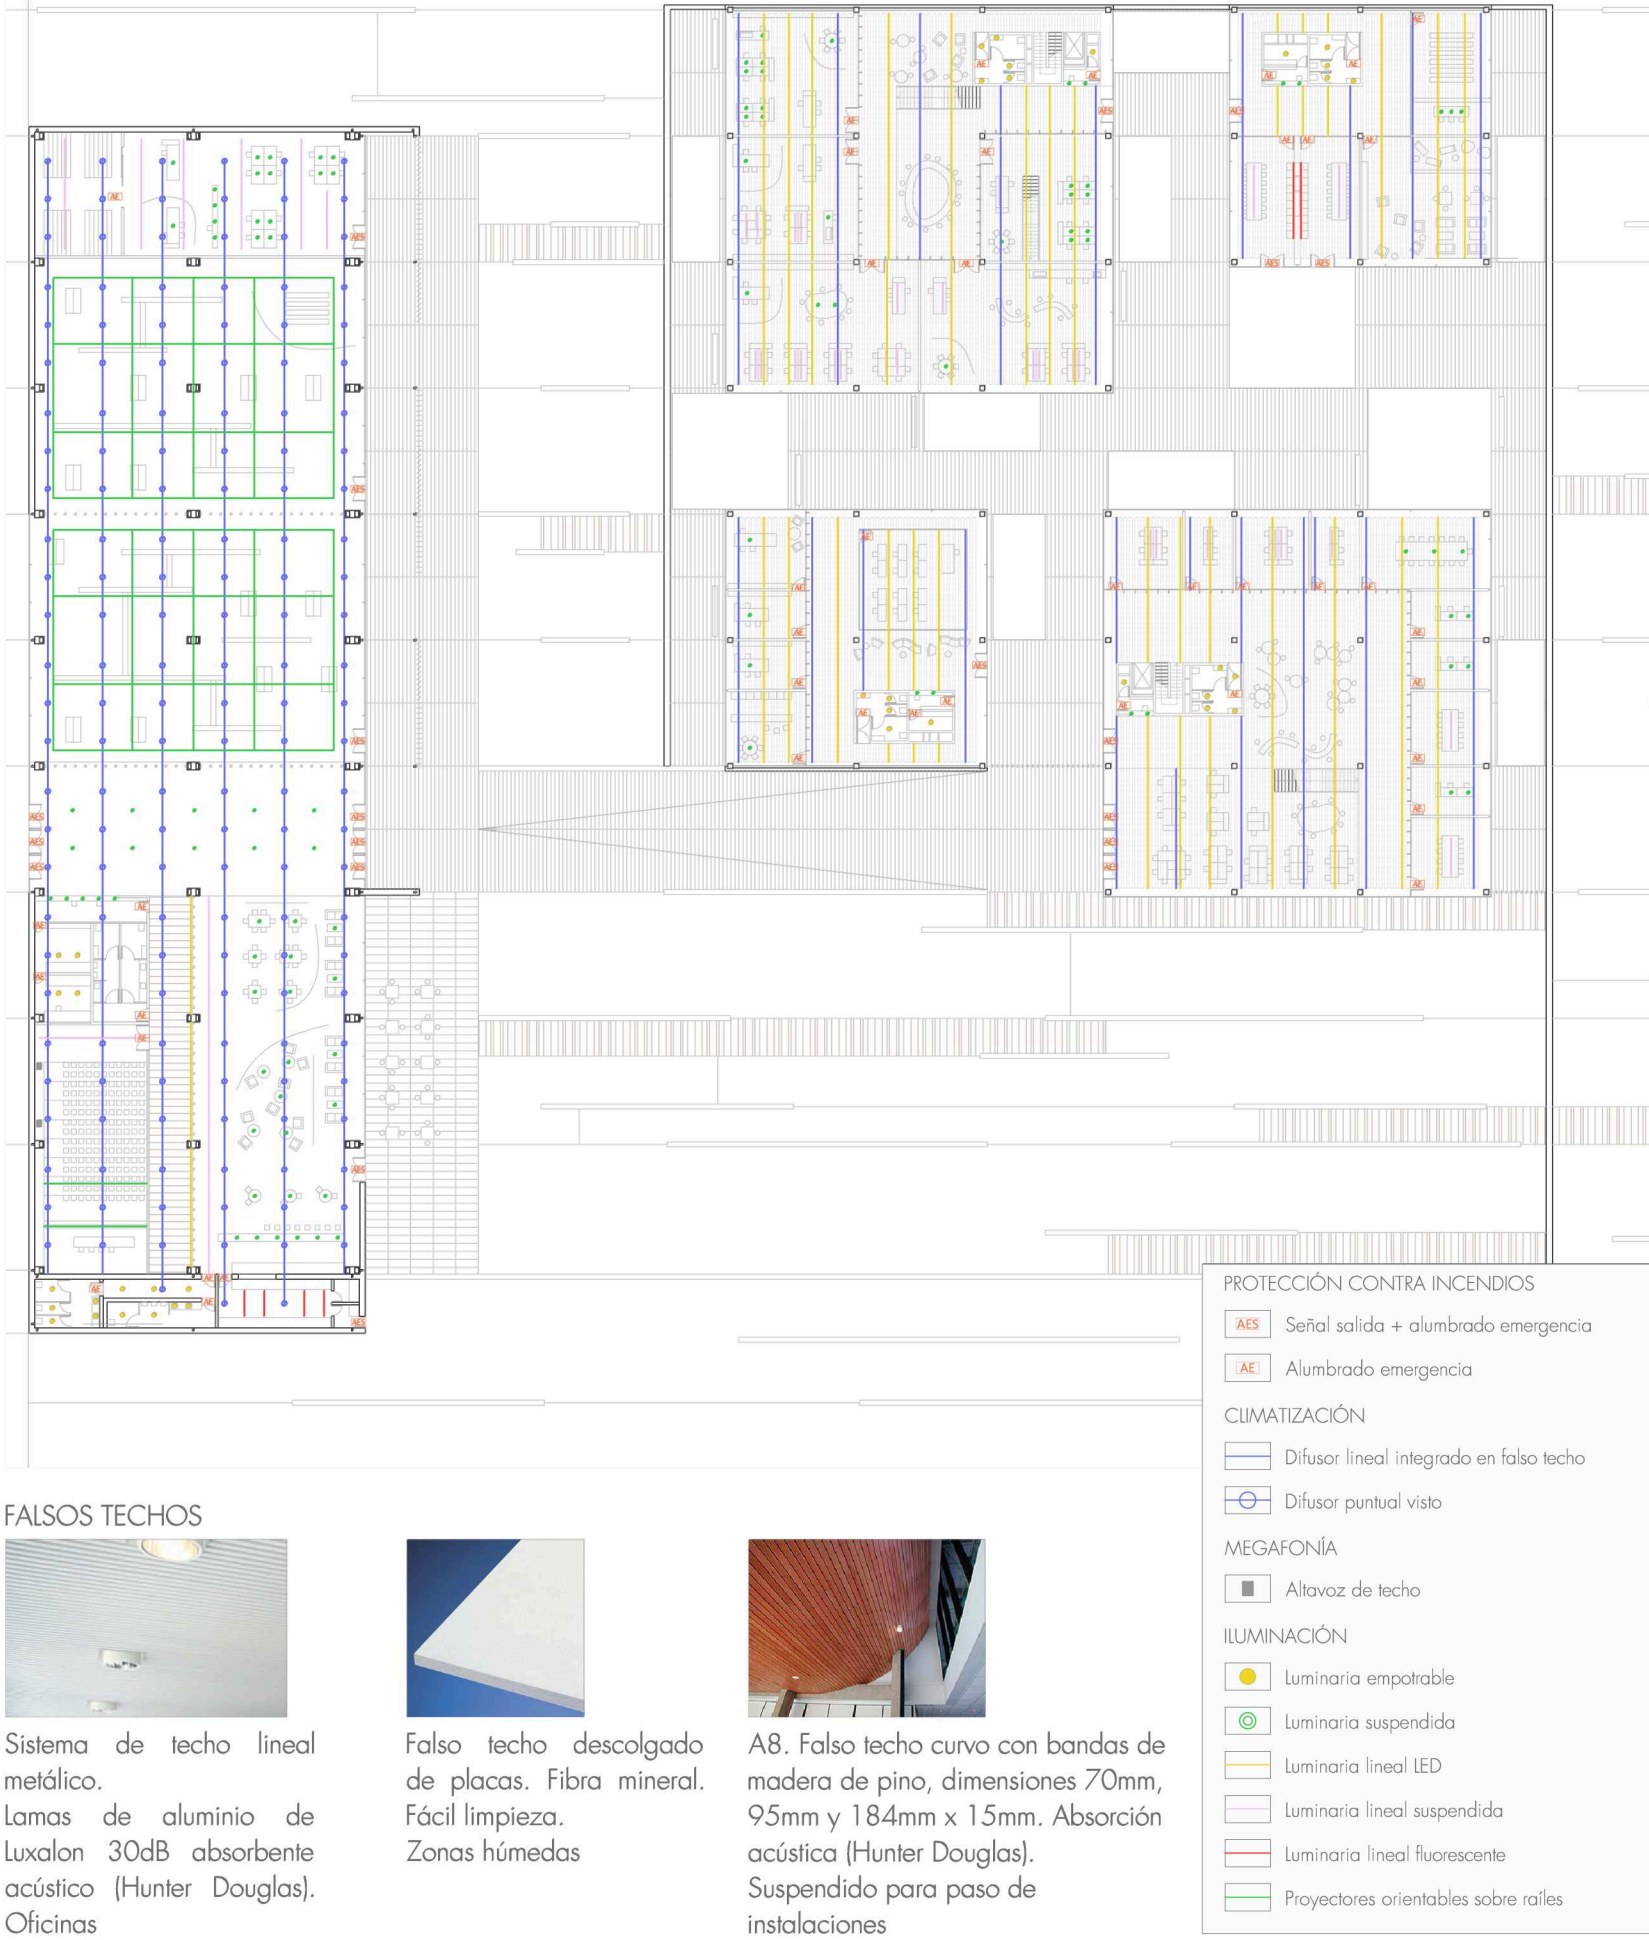 PROTECCIÓN CONTRA INCENDIOS
AES Señal salida + alumbrado emergencia
AE Alumbrado emergencia
CLIMATIZACIÓN
Difusor lineal integrado en falso techo
Difusor puntual visto
MEGAFONÍA
Altavoz de techo
ILUMINACIÓN
Luminaria empotrable
Luminaria suspendida
Luminaria lineal LED
Luminaria lineal suspendida
Luminaria lineal fluorescente
Proyectores orientables sobre raíles
FALSOS TECHOS
Sistema de techo lineal
metálico.
Lamas de aluminio de
Luxalon 30dB absorbente
acústico (Hunter Douglas).
Oficinas
Falso techo descolgado
de placas. Fibra mineral.
Fácil limpieza.
Zonas húmedas
A8. Falso techo curvo con bandas de
madera de pino, dimensiones 70mm,
95mm y 184mm x 15mm. Absorción
acústica (Hunter Douglas).
Suspendido para paso de
instalaciones